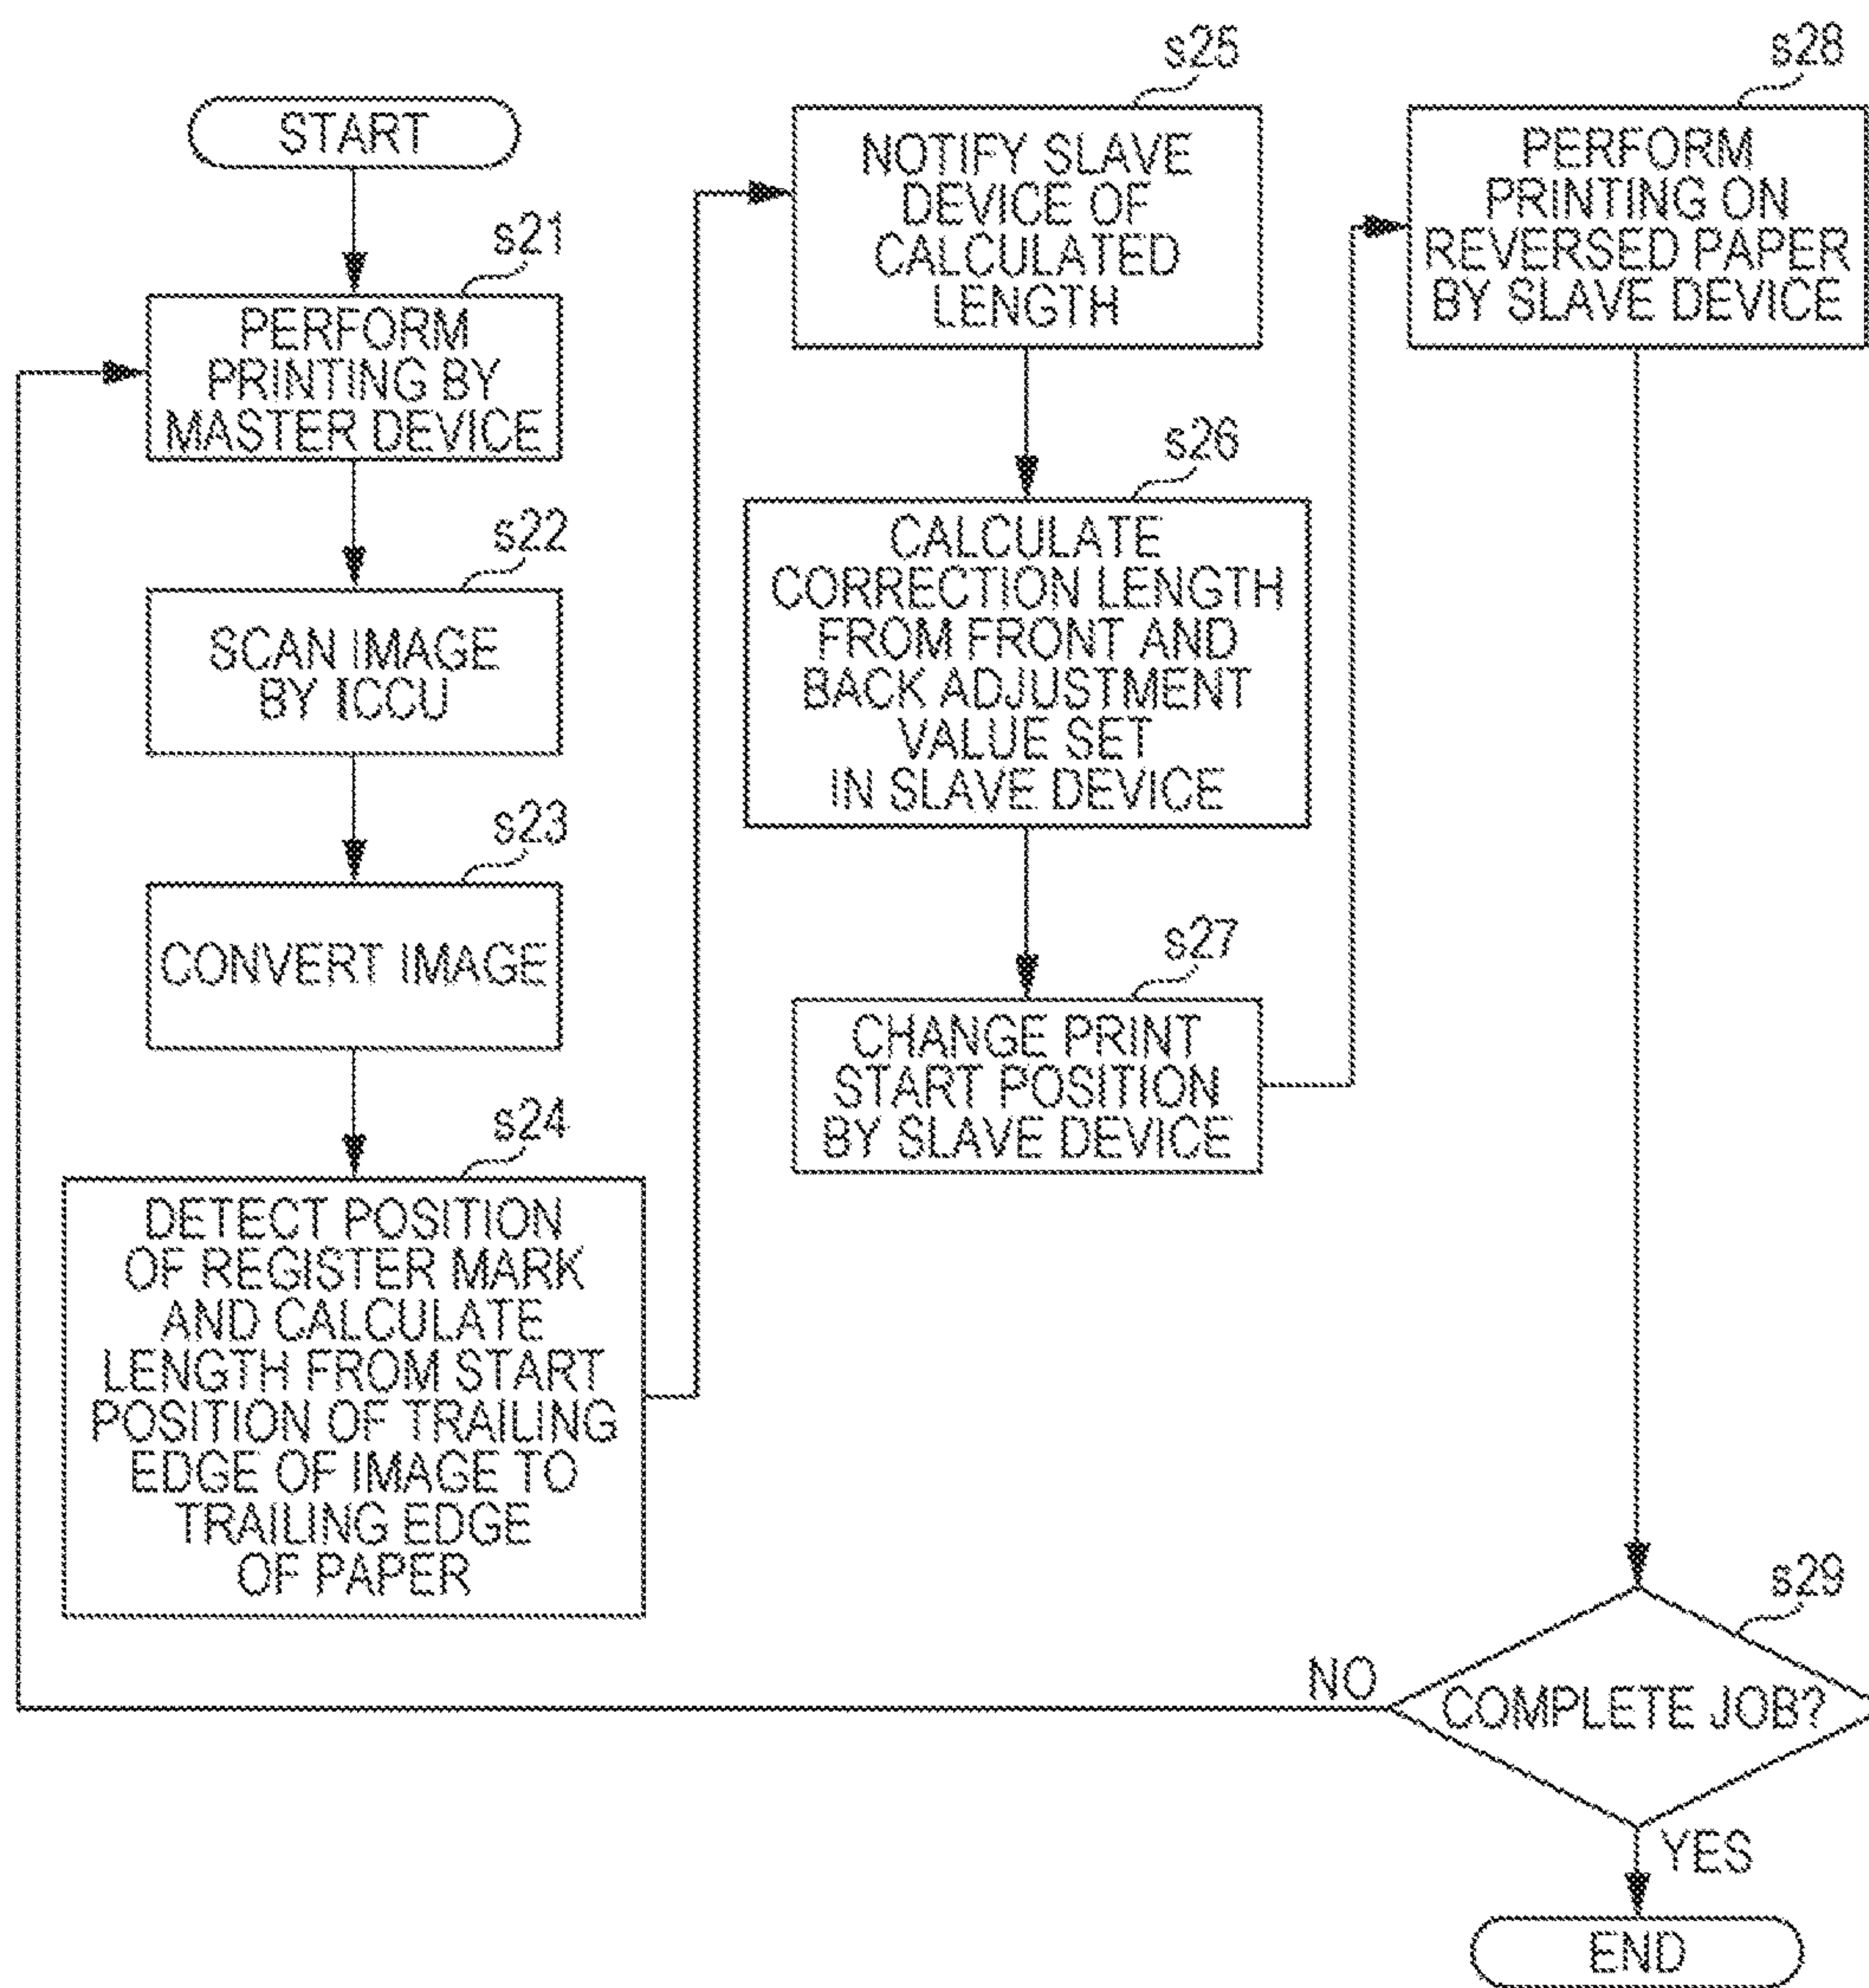 START
s21
PERFORM
PRINTING BY
MASTER DEVICE
s22
SCAN IMAGE
BY ICCU
s23
CONVERT IMAGE
s24
DETECT POSITION
OF REGISTER MARK
AND CALCULATE
LENGTH FROM START
POSITION OF TRAILING
EDGE OF IMAGE TO
TRAILING EDGE
OF PAPER
s25
NOTIFY SLAVE
DEVICE OF
CALCULATED
LENGTH
s26
CALCULATE
CORRECTION LENGTH
FROM FRONT AND
BACK ADJUSTMENT
VALUE SET
IN SLAVE DEVICE
s27
CHANGE PRINT
START POSITION
BY SLAVE DEVICE
s28
PERFORM
PRINTING ON
REVERSED PAPER
BY SLAVE DEVICE
s29
COMPLETE JOB?
NO
YES
END